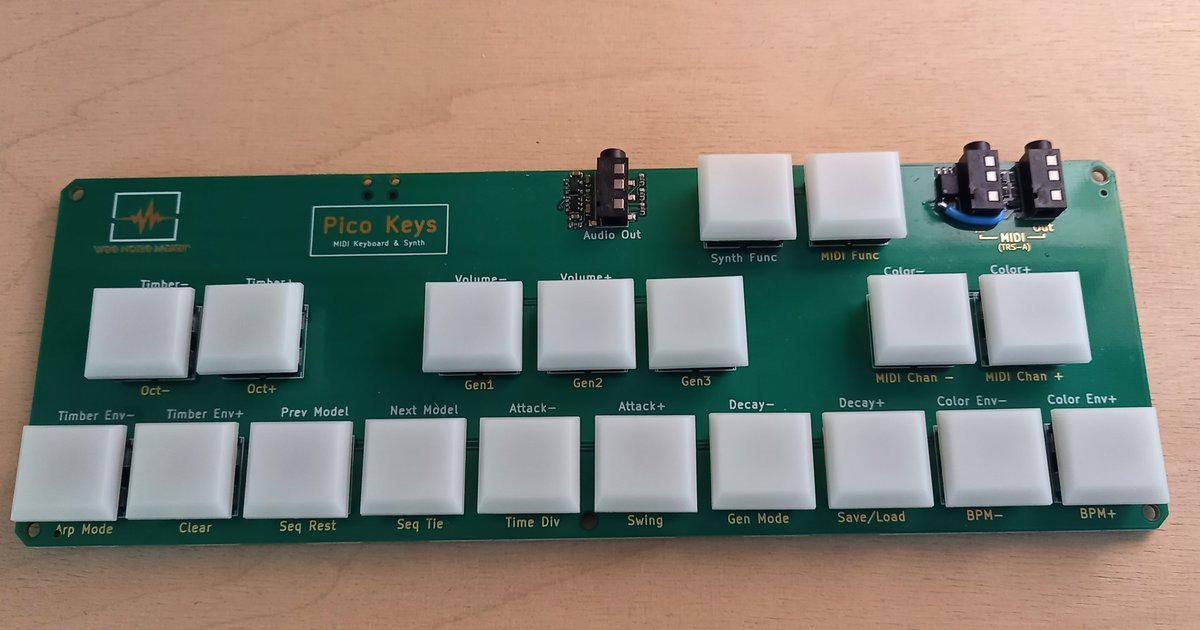 Pico Keys
MIDI Keyboard & Synth
Audio Out
Synth Func
MIDI Func
Out
MIDI
(TRS-A)
Timber-
Timber+
Volume-
Volume+
Color-
Color+
Oct-
Oct+
Gen1
Gen2
Gen3
MIDI Chan -
MIDI Chan +
Timber Env-
Timber Env+
Prev Model
Next Model
Attack-
Attack+
Decay-
Decay+
Color Env-
Color Env+
Arp Mode
Clear
Seq Rest
Seq Tie
Time Div
Swing
Gen Mode
Save/Load
BPM-
BPM+